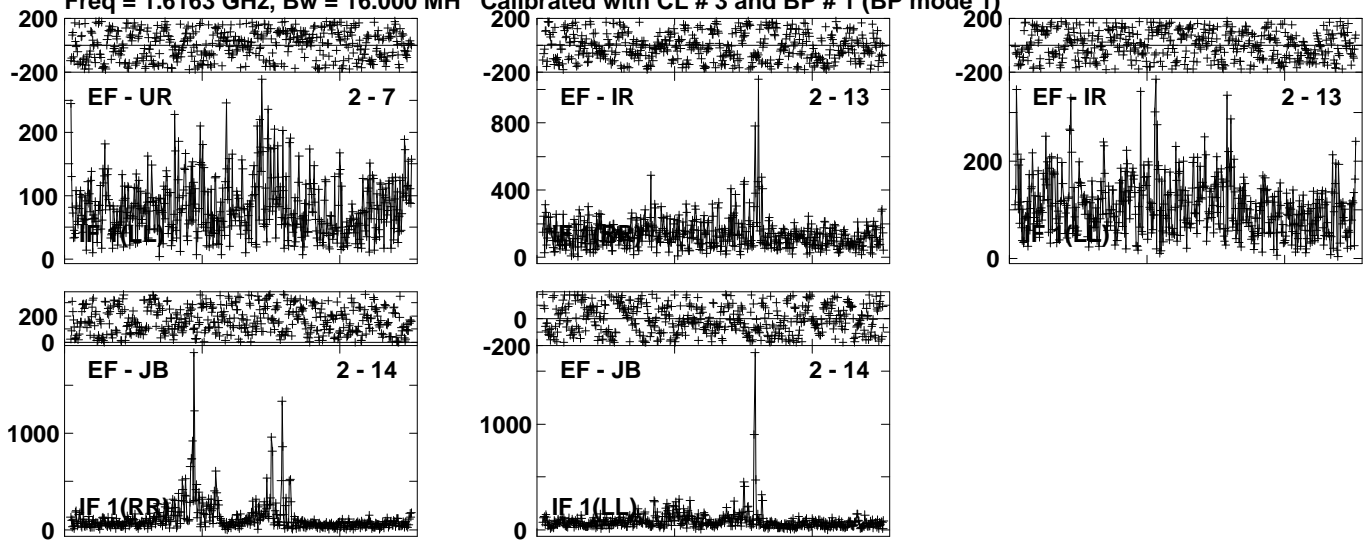 Freq = 1.6163 GHz, Bw = 16.000 MH Calibrated with CL # 3 and BP # 1 (BP mode 1)
200
-200
EF - UR 2 - 7
200
100
0
200
-200
EF - IR 2 - 13
800
400
0
200
-200
EF - IR 2 - 13
200
0
IF 1(LL)
200
0
EF - JB 2 - 14
1000
IF 1(RR)
0
0
-200
EF - JB 2 - 14
1000
IF 1(LL)
0